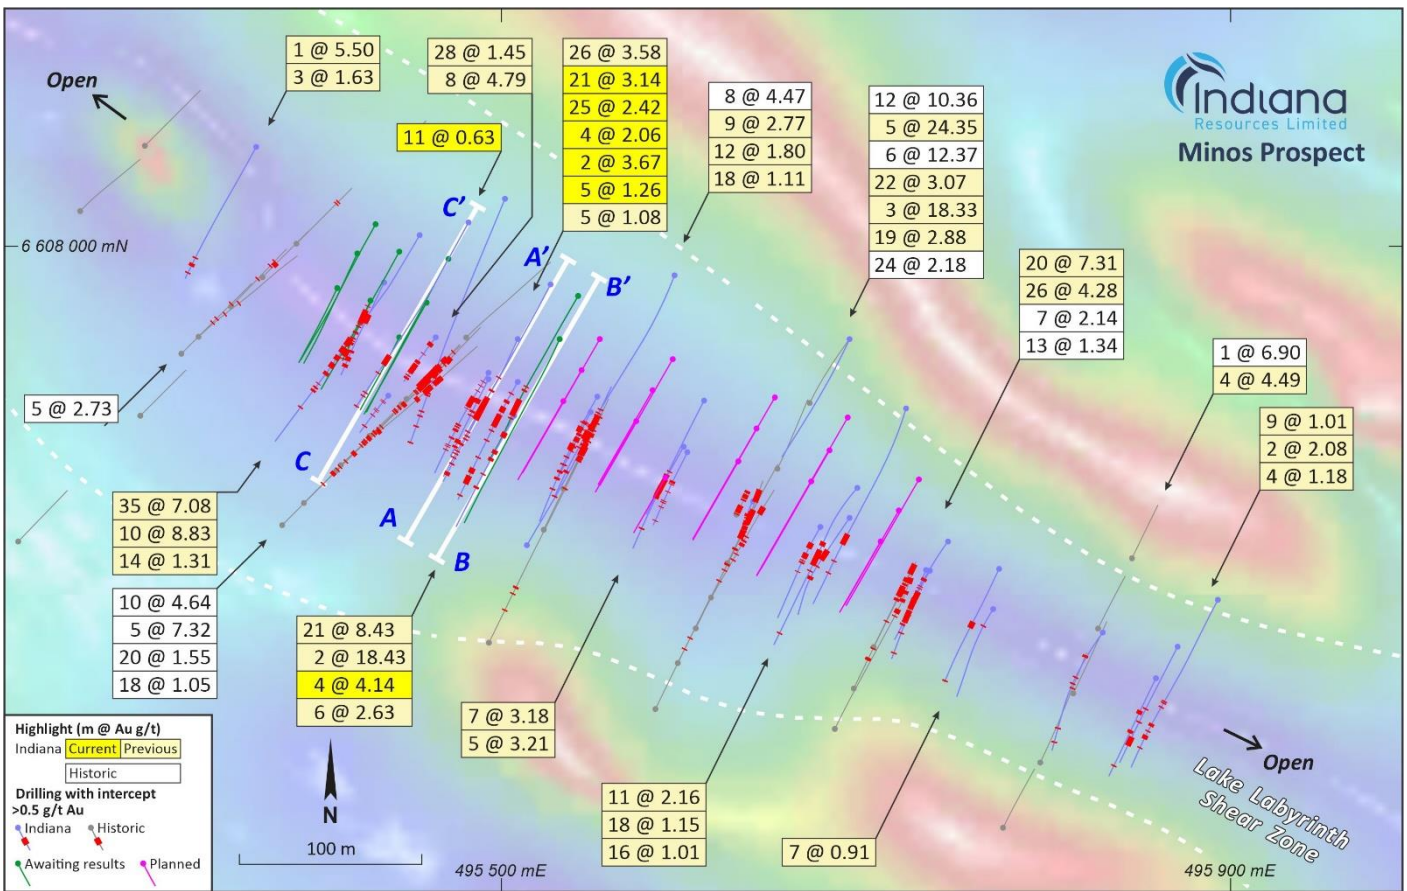 Open
1 @ 5.50
3 @ 1.63
28 @ 1.45
8 @ 4.79
11 @ 0.63
26 @ 3.58
21 @ 3.14
25 @ 2.42
4 @ 2.06
2 @ 3.67
5 @ 1.26
5 @ 1.08
8 @ 4.47
9 @ 2.77
12 @ 1.80
18 @ 1.11
12 @ 10.36
5 @ 24.35
6 @ 12.37
22 @ 3.07
3 @ 18.33
19 @ 2.88
24 @ 2.18
Indiana
Resources Limited
Minos Prospect
6 608 000 mN
C'
A'
B'
20 @ 7.31
26 @ 4.28
7 @ 2.14
13 @ 1.34
1 @ 6.90
4 @ 4.49
9 @ 1.01
2 @ 2.08
4 @ 1.18
5 @ 2.73
C
A
B
35 @ 7.08
10 @ 8.83
14 @ 1.31
10 @ 4.64
5 @ 7.32
20 @ 1.55
18 @ 1.05
21 @ 8.43
2 @ 18.43
4 @ 4.14
6 @ 2.63
7 @ 3.18
5 @ 3.21
11 @ 2.16
18 @ 1.15
16 @ 1.01
7 @ 0.91
Open
Lake Labyrinth
Shear Zone
Highlight (m @ Au g/t)
Indiana Current Previous
Historic
Drilling with intercept
>0.5 g/t Au
Indiana Historic
Awaiting results Planned
N
100 m
495 500 mE
495 900 mE